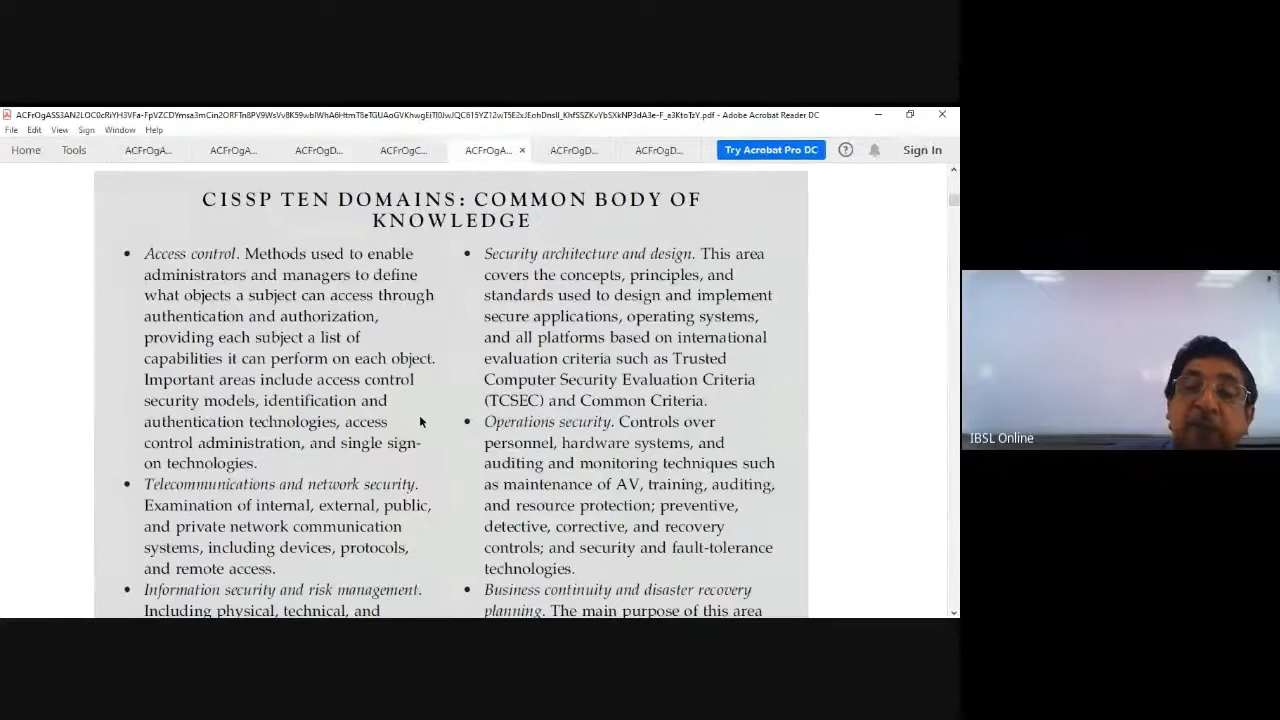 Adobe Acrobat Reader DC
File Edit View Sign Window Help
Home Tools ACFrOgA... ACFrOgA... ACFrOgD... ACFrOgC... ACFrOgA... × ACFrOgD... ACFrOgD... Try Acrobat Pro DC Sign In
CISSP TEN DOMAINS: COMMON BODY OF
KNOWLEDGE
• Access control. Methods used to enable
administrators and managers to define
what objects a subject can access through
authentication and authorization,
providing each subject a list of
capabilities it can perform on each object.
Important areas include access control
security models, identification and
authentication technologies, access
control administration, and single sign-
on technologies.
• Telecommunications and network security.
Examination of internal, external, public,
and private network communication
systems, including devices, protocols,
and remote access.
• Information security and risk management.
Including physical, technical, and
• Security architecture and design. This area
covers the concepts, principles, and
standards used to design and implement
secure applications, operating systems,
and all platforms based on international
evaluation criteria such as Trusted
Computer Security Evaluation Criteria
(TCSEC) and Common Criteria.
• Operations security. Controls over
personnel, hardware systems, and
auditing and monitoring techniques such
as maintenance of AV, training, auditing,
and resource protection; preventive,
detective, corrective, and recovery
controls; and security and fault-tolerance
technologies.
• Business continuity and disaster recovery
planning. The main purpose of this area
IBSL Online